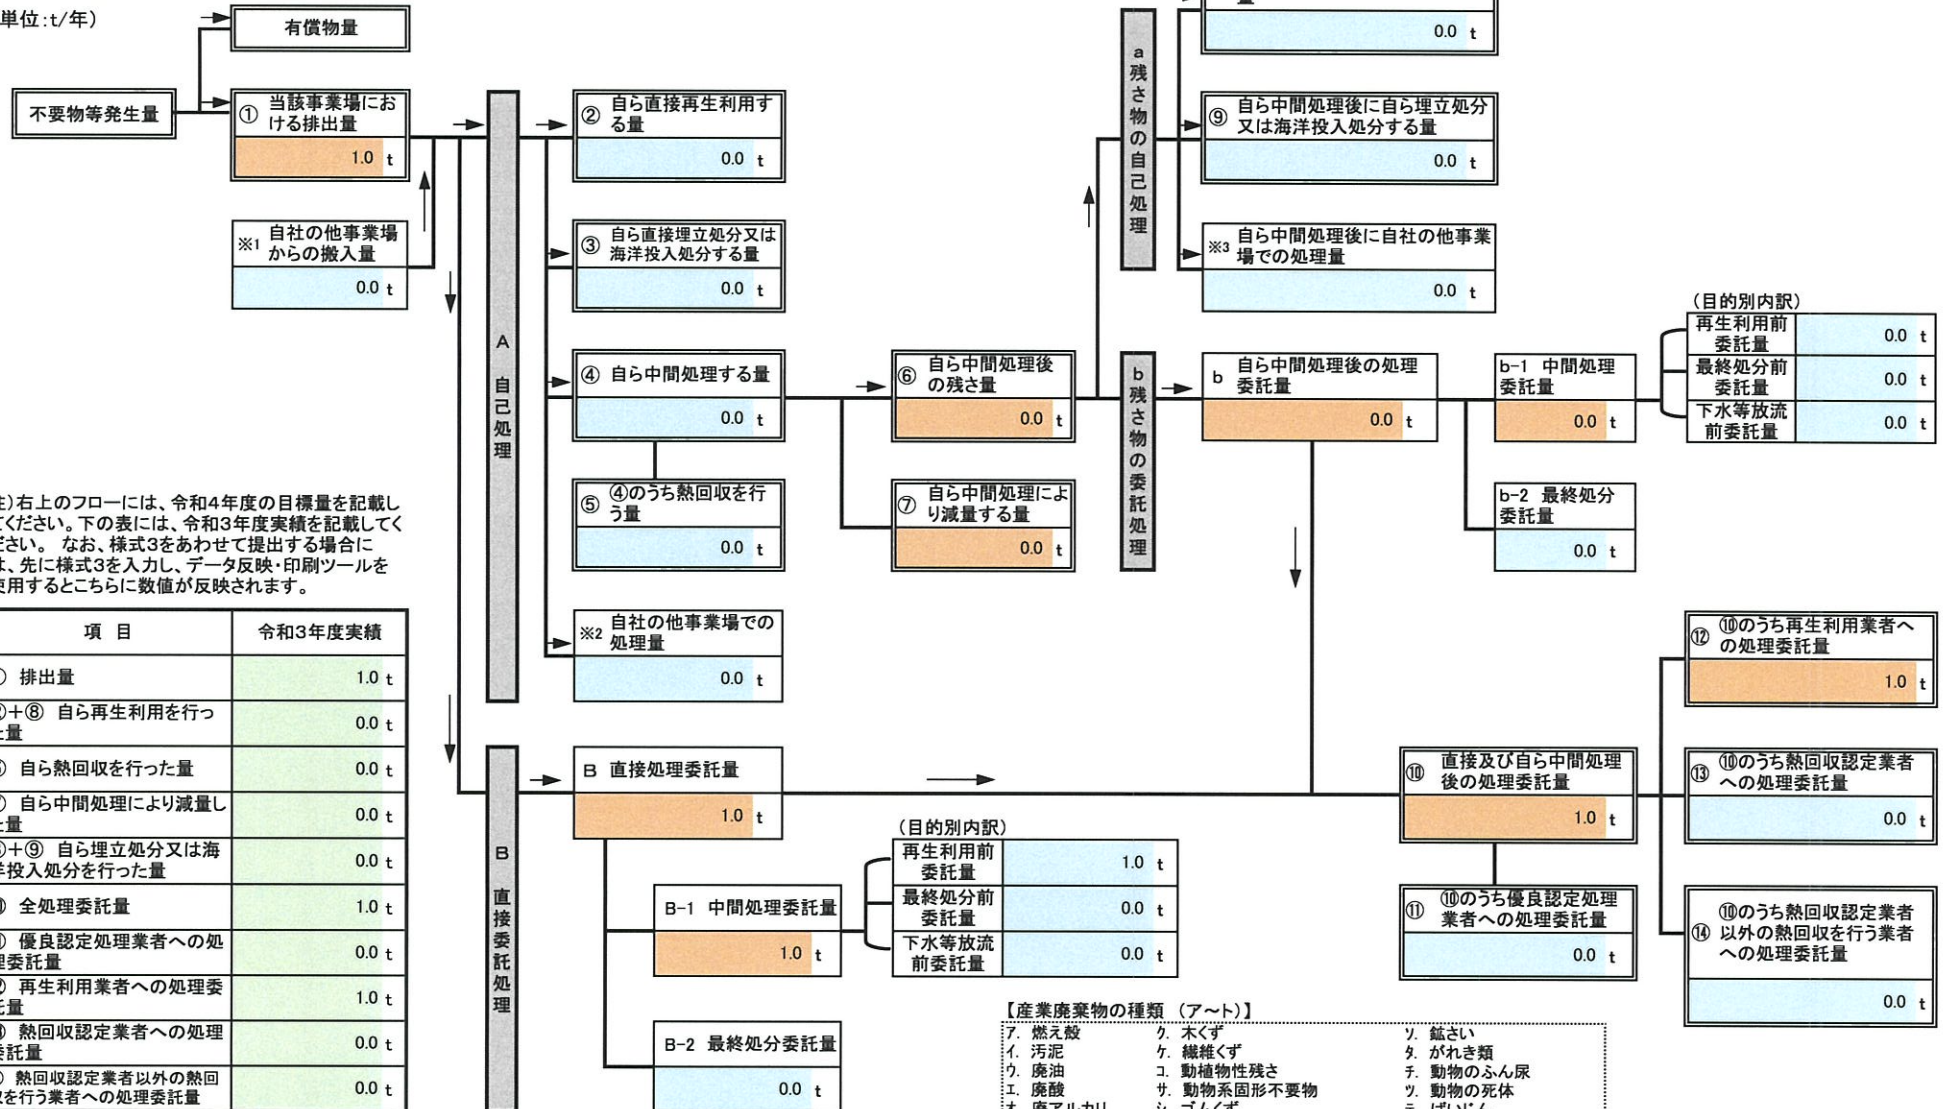 単位:t/年)
有償物量
不要物等発生量
① 当該事業場にお
ける排出量
1.0 t
※1 自社の他事業場
からの搬入量
0.0 t
A 自己処理
② 自ら直接再生利用す
る量
0.0 t
③ 自ら直接埋立処分又は
海洋投入処分する量
0.0 t
④ 自ら中間処理する量
0.0 t
⑤ ④のうち熱回収を行
う量
0.0 t
※2 自社の他事業場での
処理量
0.0 t
⑥ 自ら中間処理後
の残さ量
0.0 t
⑦ 自ら中間処理によ
り減量する量
0.0 t
a 残さ物の自己処理
量
0.0 t
⑨ 自ら中間処理後に自ら埋立処分
又は海洋投入処分する量
0.0 t
※3 自ら中間処理後に自社の他事業
場での処理量
0.0 t
b 残さ物の委託処理
b 自ら中間処理後の処理
委託量
0.0 t
b-1 中間処理
委託量
0.0 t
b-2 最終処分
委託量
0.0 t
(目的別内訳)
再生利用前
委託量
0.0 t
最終処分前
委託量
0.0 t
下水等放流
前委託量
0.0 t
)右上のフローには、令和4年度の目標量を記載し
ください。下の表には、令和3年度実績を記載してく
ださい。 なお、様式3をあわせて提出する場合に
、先に様式3を入力し、データ反映・印刷ツールを
用するとこちらに数値が反映されます。
項 目 令和3年度実績
排出量 1.0 t
+⑧ 自ら再生利用を行っ
量 0.0 t
自ら熱回収を行った量 0.0 t
自ら中間処理により減量し
量 0.0 t
+⑨ 自ら埋立処分又は海
投入処分を行った量 0.0 t
全処理委託量 1.0 t
優良認定処理業者への処
委託量 0.0 t
再生利用業者への処理委
量 1.0 t
熱回収認定業者への処理
託量 0.0 t
熱回収認定業者以外の熱回
を行う業者への処理委託量 0.0 t
B 直接委託処理
B 直接処理委託量
1.0 t
B-1 中間処理委託量
1.0 t
B-2 最終処分委託量
0.0 t
(目的別内訳)
再生利用前
委託量
1.0 t
最終処分前
委託量
0.0 t
下水等放流
前委託量
0.0 t
⑩ 直接及び自ら中間処理
後の処理委託量
1.0 t
⑪ ⑩のうち優良認定処理
業者への処理委託量
0.0 t
⑫ ⑩のうち再生利用業者へ
の処理委託量
1.0 t
⑬ ⑩のうち熱回収認定業者
への処理委託量
0.0 t
⑭ ⑩のうち熱回収認定業者
以外の熱回収を行う業者
への処理委託量
0.0 t
【産業廃棄物の種類 (ア～ト)】
ア. 燃え殻 ク. 木くず ソ. 鉱さい
イ. 汚泥 ケ. 繊維くず タ. がれき類
ウ. 廃油 コ. 動植物性残さ チ. 動物のふん尿
エ. 廃酸 サ. 動物系固形不要物 ツ. 動物の死体